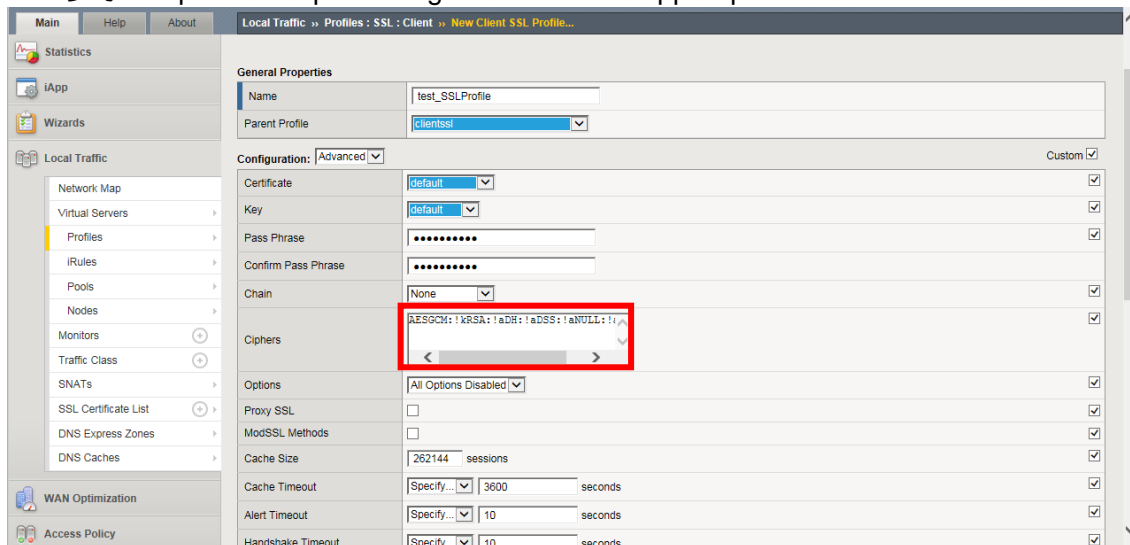 Main Help About Local Traffic ›› Profiles : SSL : Client ›› New Client SSL Profile...
Statistics
iApp
Wizards
Local Traffic
Network Map
Virtual Servers
Profiles
iRules
Pools
Nodes
Monitors
Traffic Class
SNATs
SSL Certificate List
DNS Express Zones
DNS Caches
WAN Optimization
Access Policy
General Properties
Name test_SSLProfile
Parent Profile clientssl
Configuration: Advanced Custom
Certificate default
Key default
Pass Phrase ••••••••••
Confirm Pass Phrase ••••••••••
Chain None
Ciphers AESGCM:!kRSA:!aDH:!aDSS:!aNULL:!
Options All Options Disabled
Proxy SSL
ModSSL Methods
Cache Size 262144 sessions
Cache Timeout Specify... 3600 seconds
Alert Timeout Specify... 10 seconds
Handshake Timeout Specify... 10 seconds